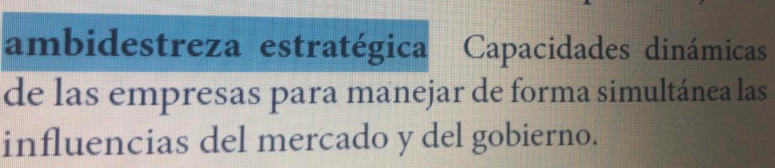 ambidestreza estratégica Capacidades dinámicas
de las empresas para manejar de forma simultánea las
influencias del mercado y del gobierno.